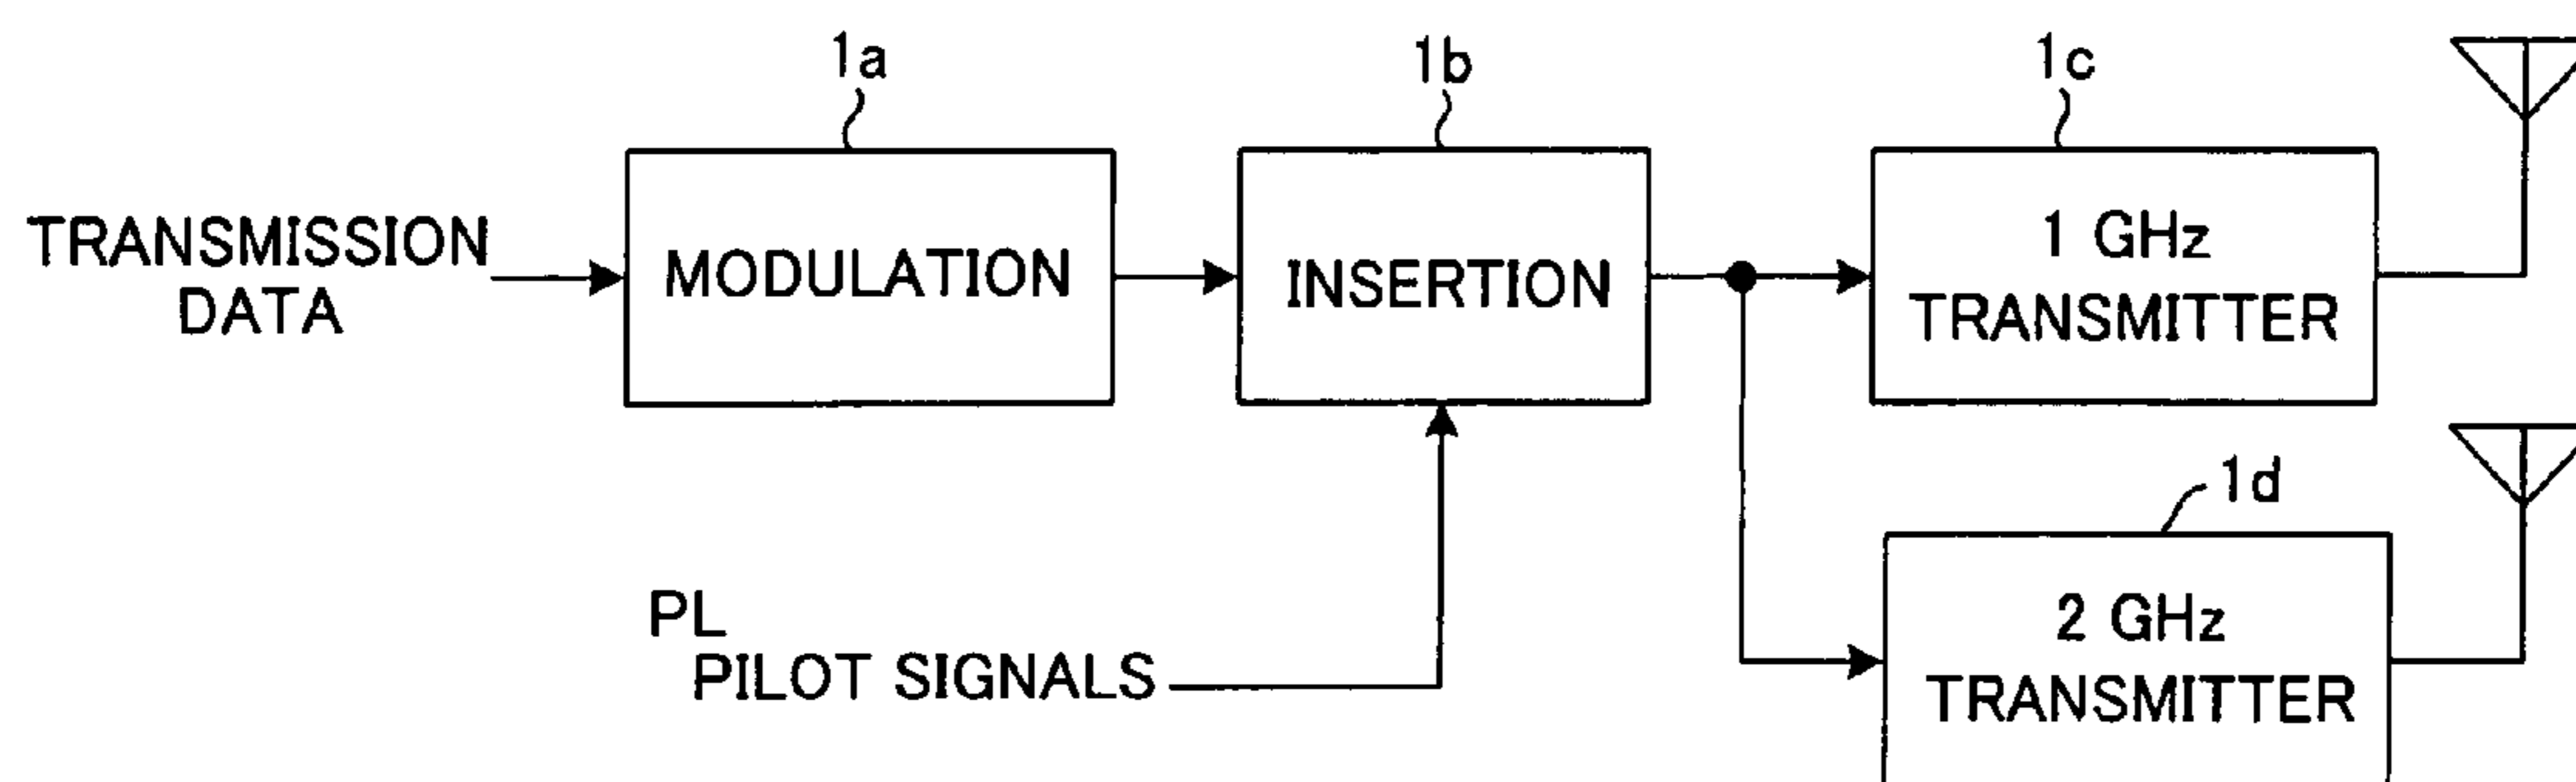 1a
1b
1c
TRANSMISSION
DATA
MODULATION
INSERTION
1 GHz
TRANSMITTER
1d
2 GHz
TRANSMITTER
PL
PILOT SIGNALS